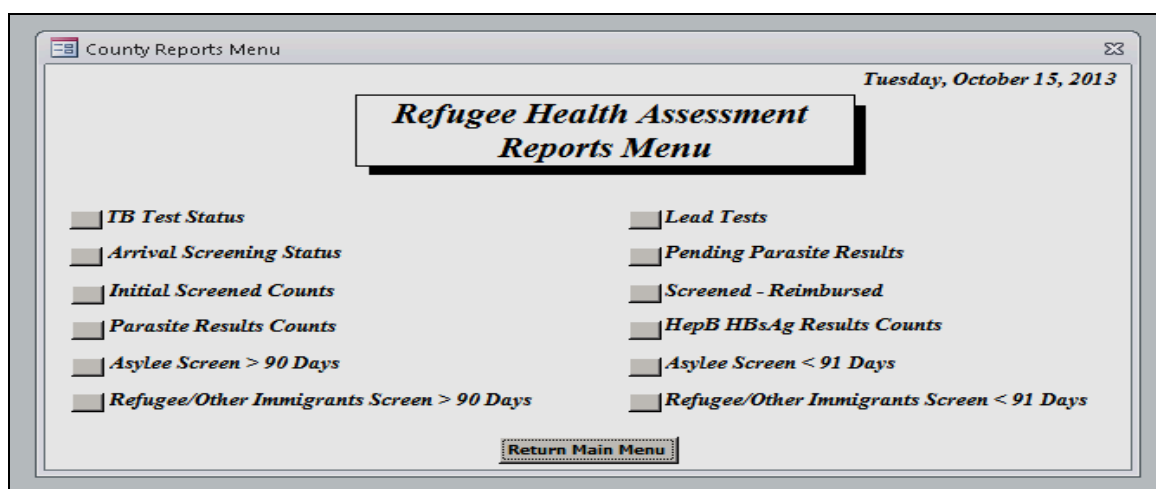 County Reports Menu
Tuesday, October 15, 2013
Refugee Health Assessment
Reports Menu
TB Test Status
Lead Tests
Arrival Screening Status
Pending Parasite Results
Initial Screened Counts
Screened - Reimbursed
Parasite Results Counts
HepB HBsAg Results Counts
Asylee Screen > 90 Days
Asylee Screen < 91 Days
Refugee/Other Immigrants Screen > 90 Days
Refugee/Other Immigrants Screen < 91 Days
Return Main Menu